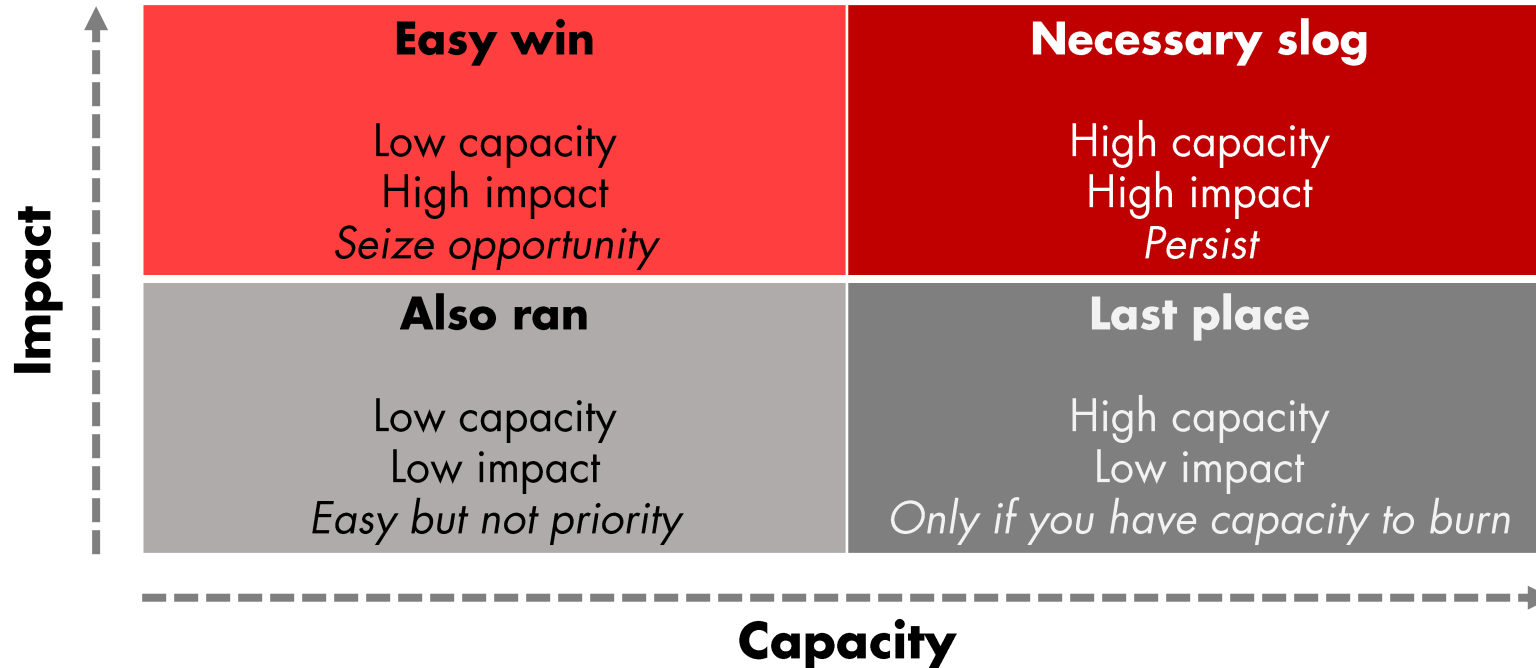 Impact
Easy win
Low capacity
High impact
Seize opportunity
Necessary slog
High capacity
High impact
Persist
Also ran
Low capacity
Low impact
Easy but not priority
Last place
High capacity
Low impact
Only if you have capacity to burn
Capacity